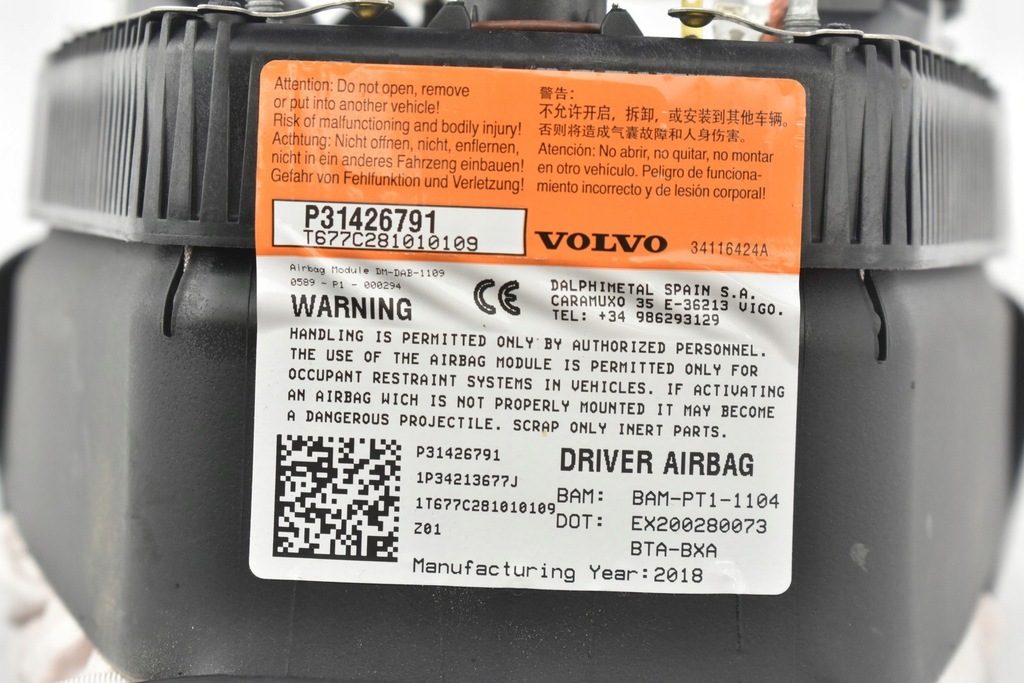 Attention: Do not open, remove
or put into another vehicle!
Risk of malfunctioning and bodily injury!
Achtung: Nicht öffnen, nicht, enflernen,
nicht in ein anderes Fahrzeng einbauen!
Gefahr von Fehlfunktion und Verletzung!
警告:
不允许开启, 拆卸, 或安装到其他车辆。
否则将造成气囊故障和人身伤害。
Atención: No abrir, no quitar, no montar
en otro vehículo. Peligro de funciona-
miento incorrecto y de lesión corporal!
P31426791
T677C281010109
VOLVO
34116424A
Airbag Module DM-DAB-1109
0589 - P1 - 000294
CE
DALPHIMETAL SPAIN S.A.
CARAMUXO 35 E-36213 VIGO.
TEL: +34 986293129
WARNING
HANDLING IS PERMITTED ONLY BY AUTHORIZED PERSONNEL.
THE USE OF THE AIRBAG MODULE IS PERMITTED ONLY FOR
OCCUPANT RESTRAINT SYSTEMS IN VEHICLES. IF ACTIVATING
AN AIRBAG WICH IS NOT PROPERLY MOUNTED IT MAY BECOME
A DANGEROUS PROJECTILE. SCRAP ONLY INERT PARTS.
P31426791
1P34213677J
1T677C281010109
Z01
DRIVER AIRBAG
BAM: BAM-PT1-1104
DOT: EX200280073
BTA-BXA
Manufacturing Year:2018